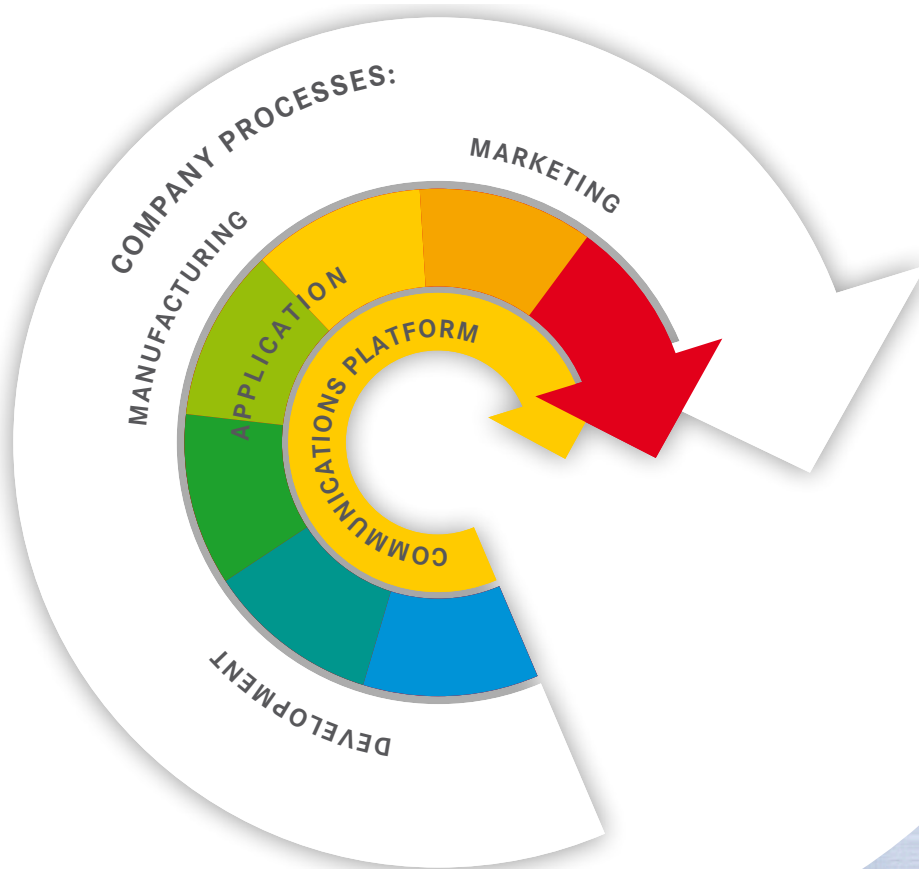 COMPANY PROCESSES:
MARKETING
MANUFACTURING
APPLICATION
COMMUNICATIONS PLATFORM
DEVELOPMENT